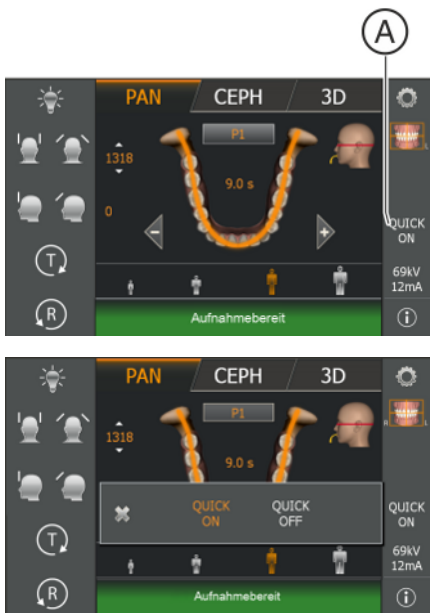 A
PAN CEPH 3D
P1
1318
9.0 s
0
L
QUICK
ON
T
69kV
12mA
R
Aufnahmebereit
i
PAN CEPH 3D
P1
R L
1318
9.0 s
QUICK
ON
QUICK
OFF
QUICK
ON
T
69kV
12mA
R
Aufnahmebereit
i